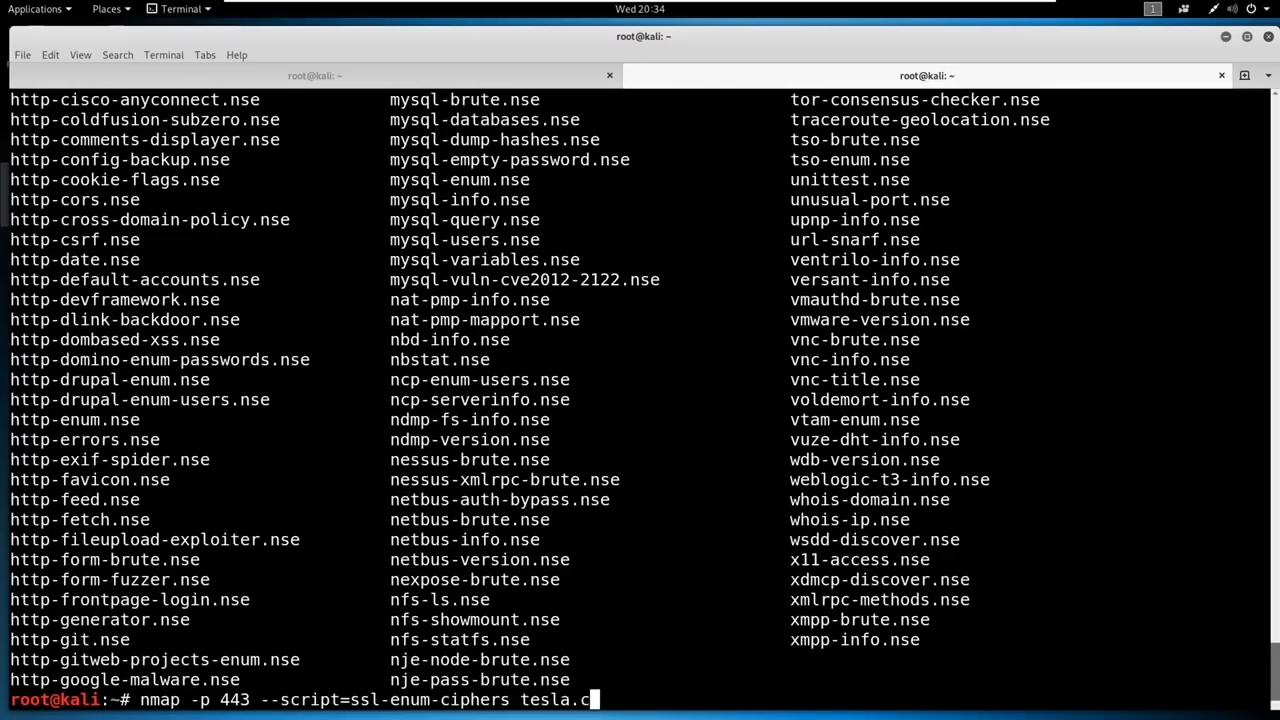 Applications Places Terminal Wed 20:34 1
root@kali: ~
File Edit View Search Terminal Tabs Help
root@kali: ~ root@kali: ~
http-cisco-anyconnect.nse mysql-brute.nse tor-consensus-checker.nse
http-coldfusion-subzero.nse mysql-databases.nse traceroute-geolocation.nse
http-comments-displayer.nse mysql-dump-hashes.nse tso-brute.nse
http-config-backup.nse mysql-empty-password.nse tso-enum.nse
http-cookie-flags.nse mysql-enum.nse unittest.nse
http-cors.nse mysql-info.nse unusual-port.nse
http-cross-domain-policy.nse mysql-query.nse upnp-info.nse
http-csrf.nse mysql-users.nse url-snarf.nse
http-date.nse mysql-variables.nse ventrilo-info.nse
http-default-accounts.nse mysql-vuln-cve2012-2122.nse versant-info.nse
http-devframework.nse nat-pmp-info.nse vmauthd-brute.nse
http-dlink-backdoor.nse nat-pmp-mapport.nse vmware-version.nse
http-dombased-xss.nse nbd-info.nse vnc-brute.nse
http-domino-enum-passwords.nse nbstat.nse vnc-info.nse
http-drupal-enum.nse ncp-enum-users.nse vnc-title.nse
http-drupal-enum-users.nse ncp-serverinfo.nse voldemort-info.nse
http-enum.nse ndmp-fs-info.nse vtam-enum.nse
http-errors.nse ndmp-version.nse vuze-dht-info.nse
http-exif-spider.nse nessus-brute.nse wdb-version.nse
http-favicon.nse nessus-xmlrpc-brute.nse weblogic-t3-info.nse
http-feed.nse netbus-auth-bypass.nse whois-domain.nse
http-fetch.nse netbus-brute.nse whois-ip.nse
http-fileupload-exploiter.nse netbus-info.nse wsdd-discover.nse
http-form-brute.nse netbus-version.nse x11-access.nse
http-form-fuzzer.nse nexpose-brute.nse xdmcp-discover.nse
http-frontpage-login.nse nfs-ls.nse xmlrpc-methods.nse
http-generator.nse nfs-showmount.nse xmpp-brute.nse
http-git.nse nfs-statfs.nse xmpp-info.nse
http-gitweb-projects-enum.nse nje-node-brute.nse
http-google-malware.nse nje-pass-brute.nse
root@kali:~# nmap -p 443 --script=ssl-enum-ciphers tesla.c